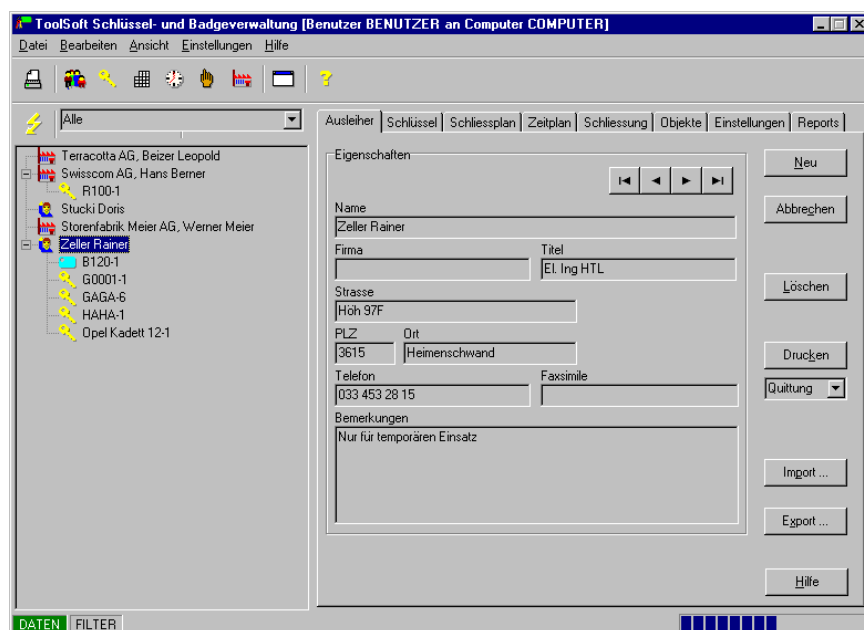 ToolSoft Schlüssel- und Badgeverwaltung [Benutzer BENUTZER an Computer COMPUTER]
Datei Bearbeiten Ansicht Einstellungen Hilfe
Alle
Terracotta AG, Beizer Leopold
Swisscom AG, Hans Berner
R100-1
Stucki Doris
Storenfabrik Meier AG, Werner Meier
Zeller Rainer
B120-1
G0001-1
GAGA-6
HAHA-1
Opel Kadett 12-1
Ausleiher Schlüssel Schliessplan Zeitplan Schliessung Objekte Einstellungen Reports
Eigenschaften
Name
Zeller Rainer
Firma Titel
El. Ing HTL
Strasse
Höh 97F
PLZ Ort
3615 Heimenschwand
Telefon Faxsimile
033 453 28 15
Bemerkungen
Nur für temporären Einsatz
Neu
Abbrechen
Löschen
Drucken
Quittung
Import ...
Export ...
Hilfe
DATEN FILTER